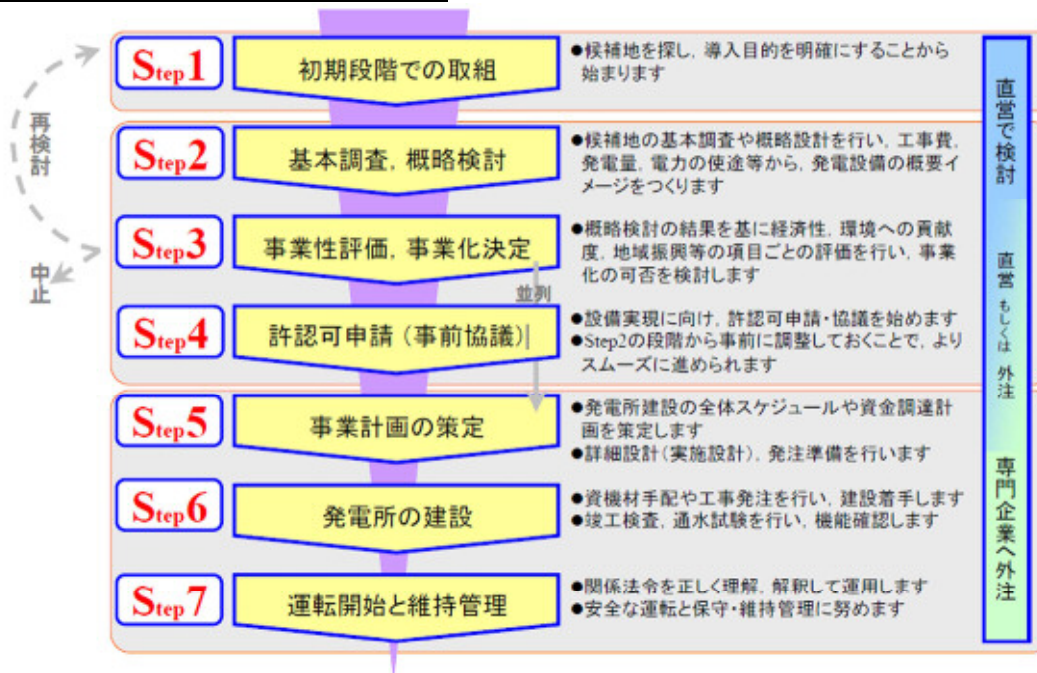 Step1
初期段階での取組
●候補地を探し，導入目的を明確にすることから
始まります
Step2
基本調査，概略検討
●候補地の基本調査や概略設計を行い，工事費，
発電量，電力の使途等から，発電設備の概要イ
メージをつくります
Step3
事業性評価，事業化決定
●概略検討の結果を基に経済性，環境への貢献
度，地域振興等の項目ごとの評価を行い，事業
化の可否を検討します
並列
Step4
許認可申請（事前協議）
●設備実現に向け，許認可申請・協議を始めます
●Step2の段階から事前に調整しておくことで，より
スムーズに進められます
Step5
事業計画の策定
●発電所建設の全体スケジュールや資金調達計
画を策定します
●詳細設計（実施設計），発注準備を行います
Step6
発電所の建設
●資機材手配や工事発注を行い，建設着手します
●竣工検査，通水試験を行い，機能確認します
Step7
運転開始と維持管理
●関係法令を正しく理解，解釈して運用します
●安全な運転と保守・維持管理に努めます
再検討
中止
直営で検討
直営 もしくは 外注
専門企業へ外注